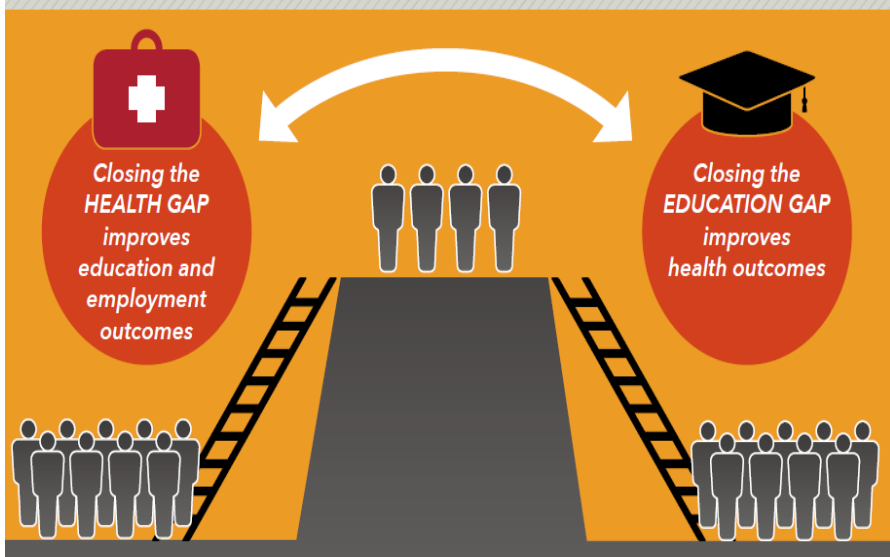 Closing the
HEALTH GAP
improves
education and
employment
outcomes
Closing the
EDUCATION GAP
improves
health outcomes